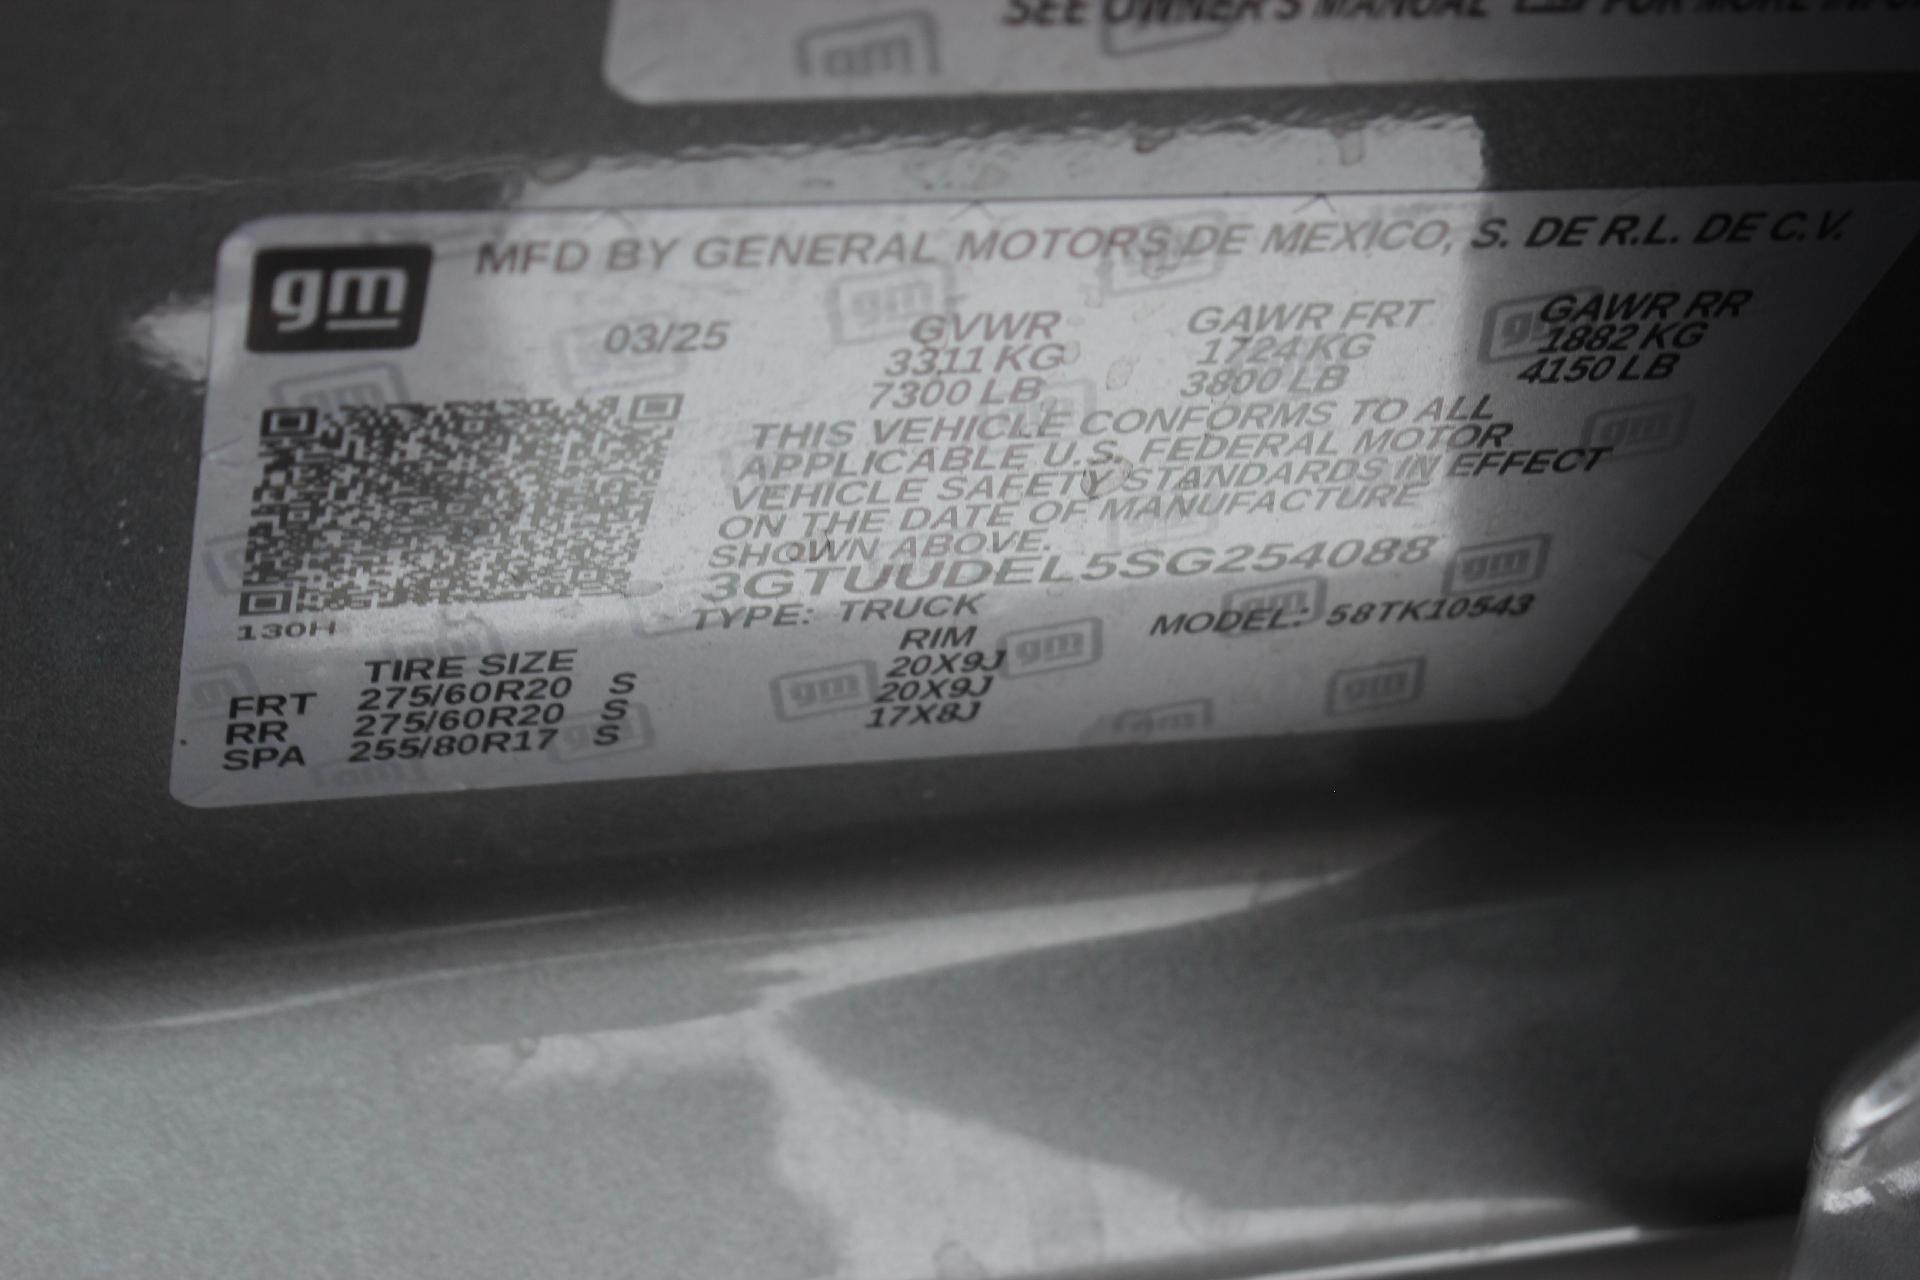 SEE OWNER'S MANUAL FOR MORE
gm
MFD BY GENERAL MOTORS DE MEXICO, S. DE R.L. DE C.V.
03/25 GVWR GAWR FRT GAWR RR
3311 KG 1724 KG 1882 KG
7300 LB 3800 LB 4150 LB
THIS VEHICLE CONFORMS TO ALL
APPLICABLE U.S. FEDERAL MOTOR
VEHICLE SAFETY STANDARDS IN EFFECT
ON THE DATE OF MANUFACTURE
SHOWN ABOVE.
3GTUUDEL5SG254088
130H TYPE: TRUCK MODEL: 58TK10543
TIRE SIZE RIM
FRT 275/60R20 S 20X9J
RR 275/60R20 S 20X9J
SPA 255/80R17 S 17X8J